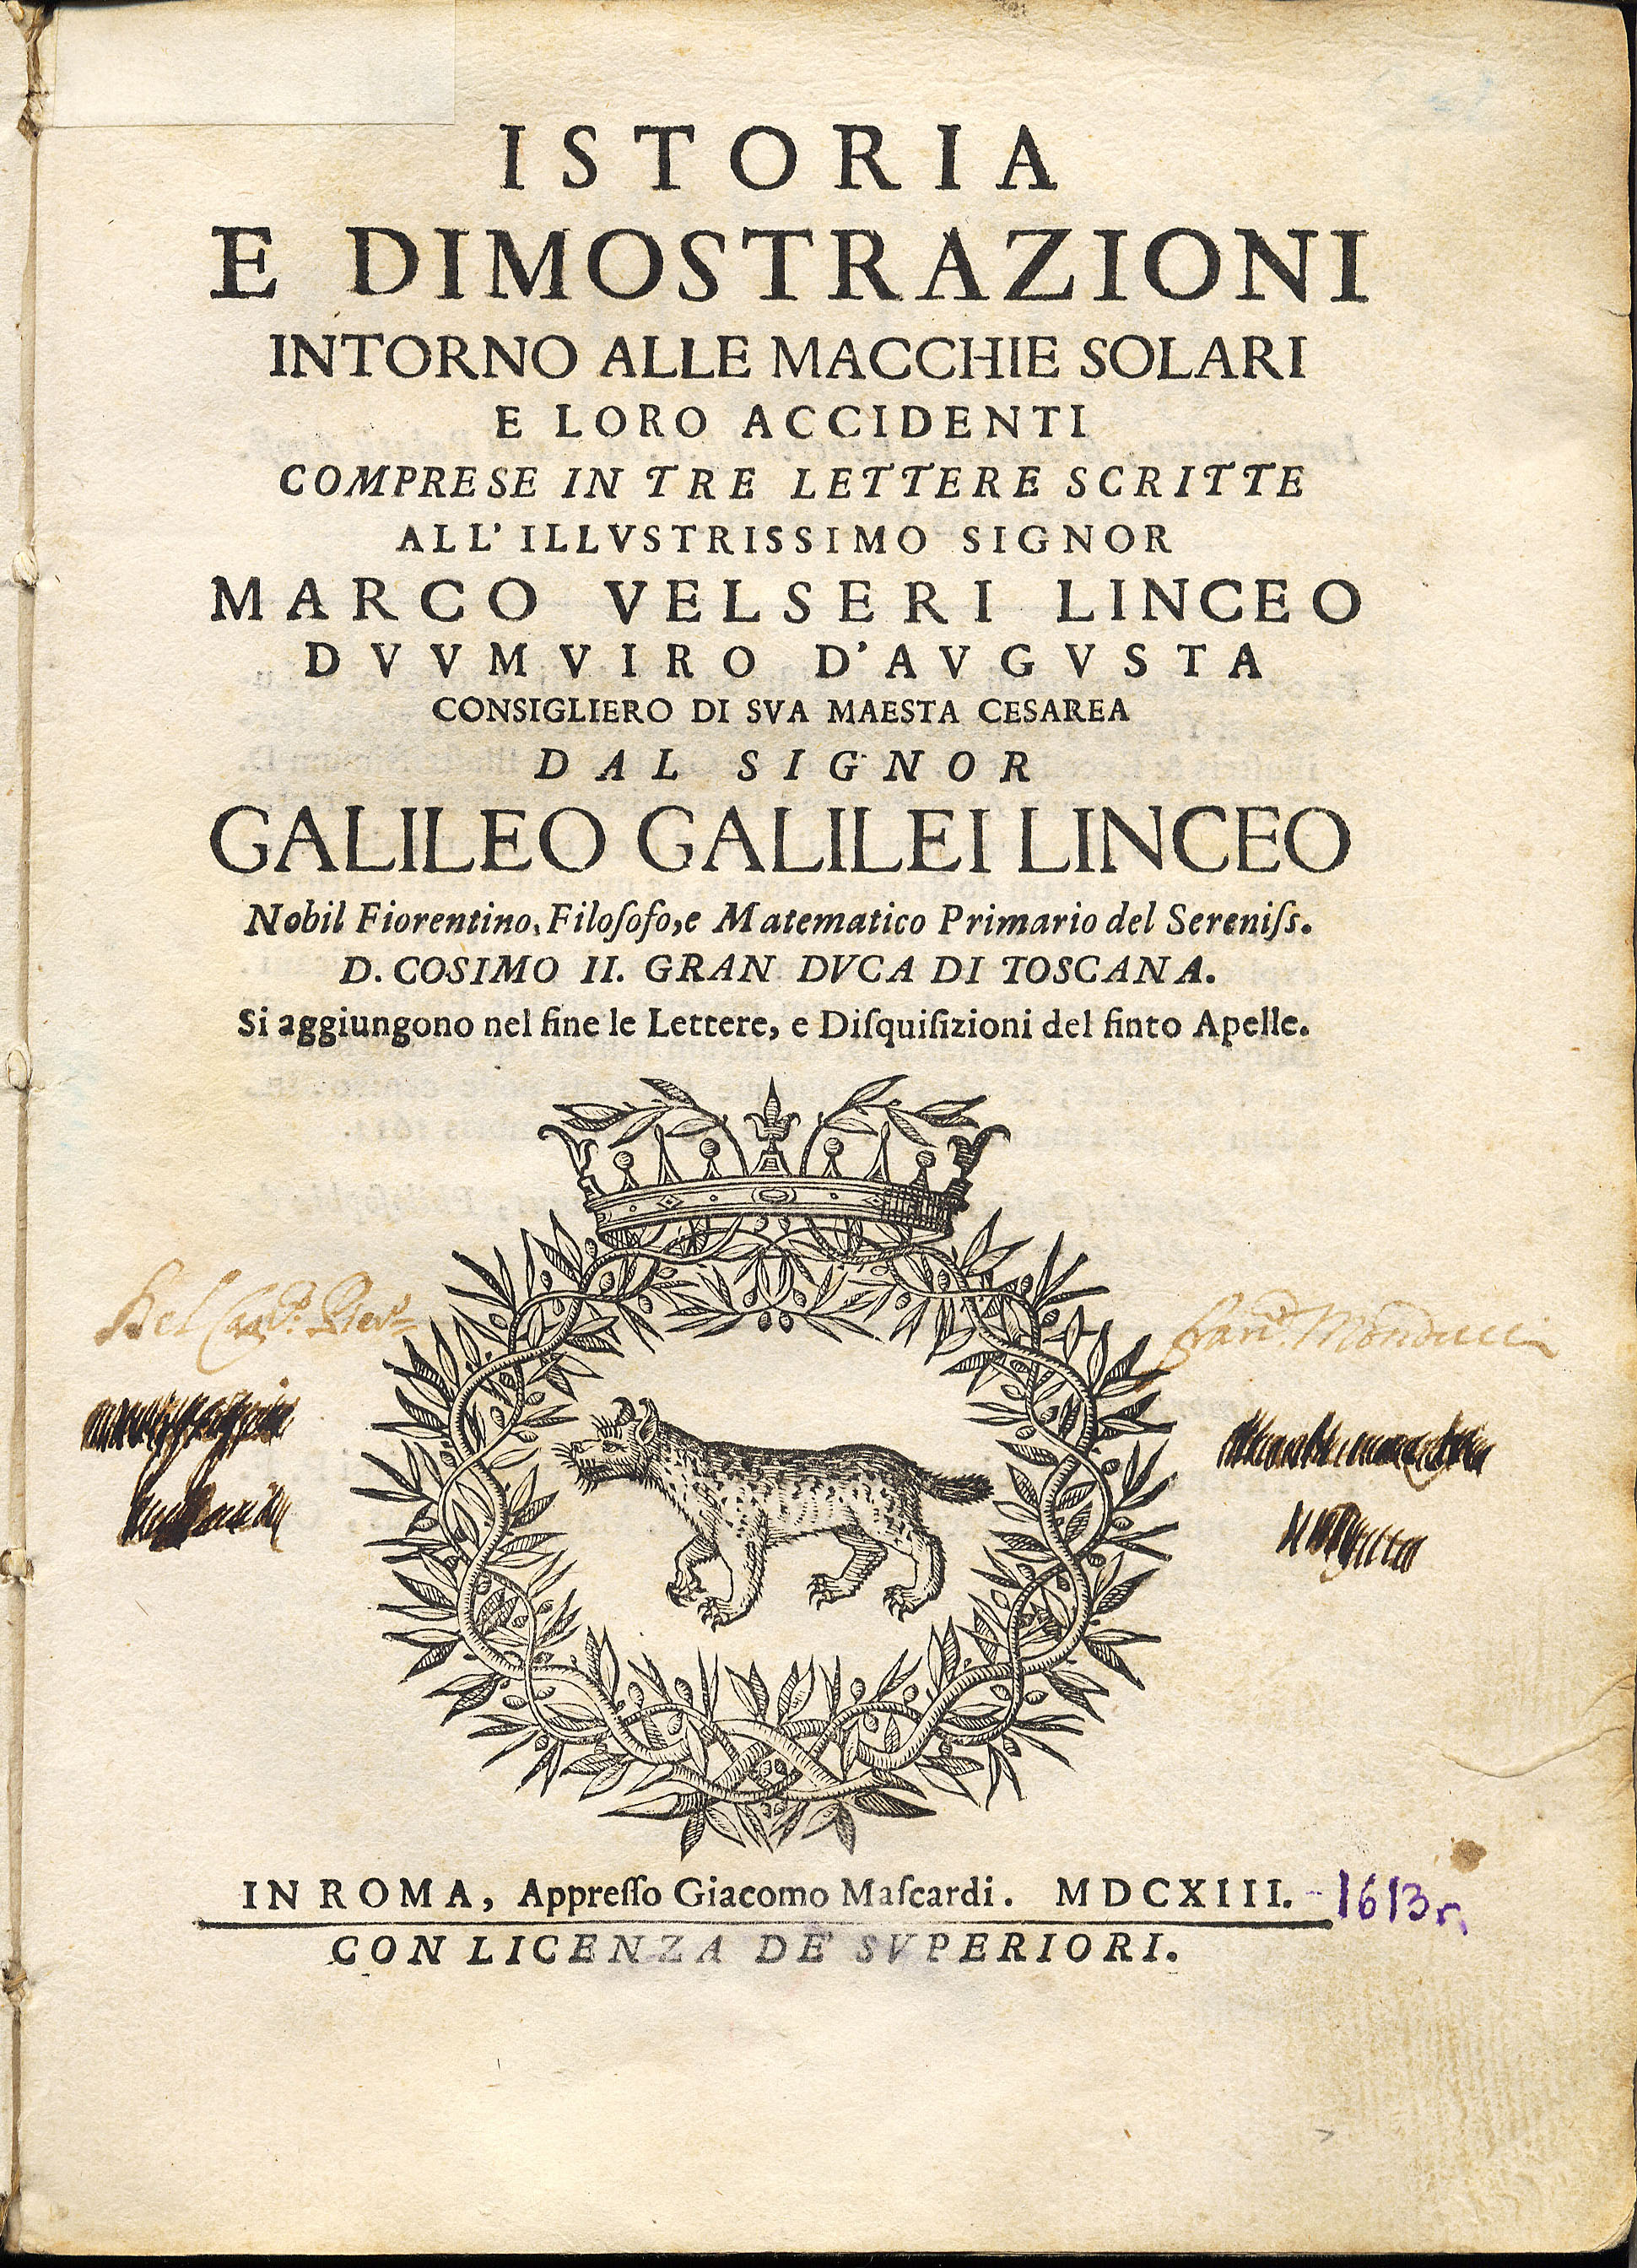 ISTORIA
E DIMOSTRAZIONI
INTORNO ALLE MACCHIE SOLARI
E LORO ACCIDENTI
COMPRESE IN TRE LETTERE SCRITTE
ALL'ILLVSTRISSIMO SIGNOR
MARCO VELSERI LINCEO
DVVMVIRO D'AVGVSTA
CONSIGLIERO DI SVA MAESTA CESAREA
DAL SIGNOR
GALILEO GALILEI LINCEO
Nobil Fiorentino, Filoſofo, e Matematico Primario del Sereniſs.
D. COSIMO II. GRAN DVCA DI TOSCANA.
Si aggiungono nel fine le Lettere, e Diſquiſizioni del finto Apelle.
Del
Monducci
IN ROMA, Appreſſo Giacomo Maſcardi. MDCXIII. - 1613 r.
CON LICENZA DE' SVPERIORI.